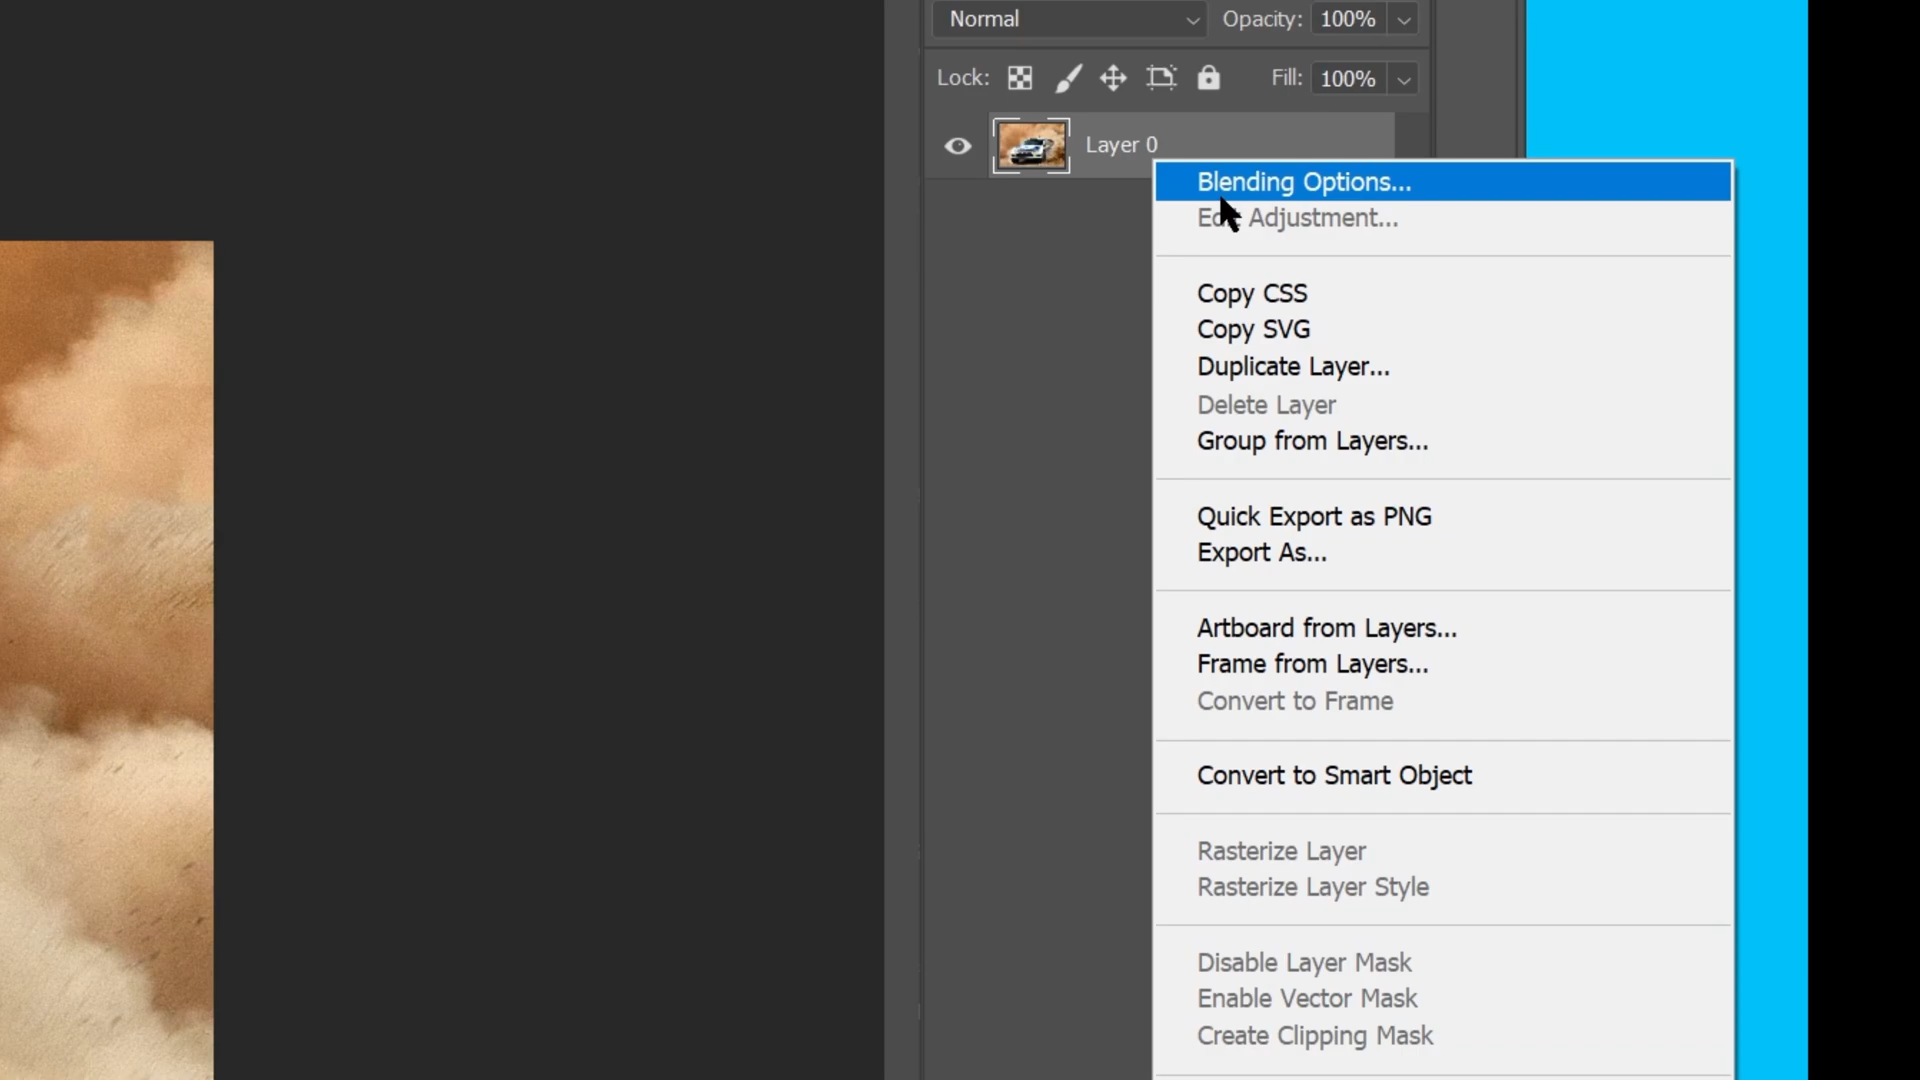 Normal Opacity: 100%
Lock: Fill: 100%
Layer 0
Blending Options...
Edit Adjustment...
Copy CSS
Copy SVG
Duplicate Layer...
Delete Layer
Group from Layers...
Quick Export as PNG
Export As...
Artboard from Layers...
Frame from Layers...
Convert to Frame
Convert to Smart Object
Rasterize Layer
Rasterize Layer Style
Disable Layer Mask
Enable Vector Mask
Create Clipping Mask